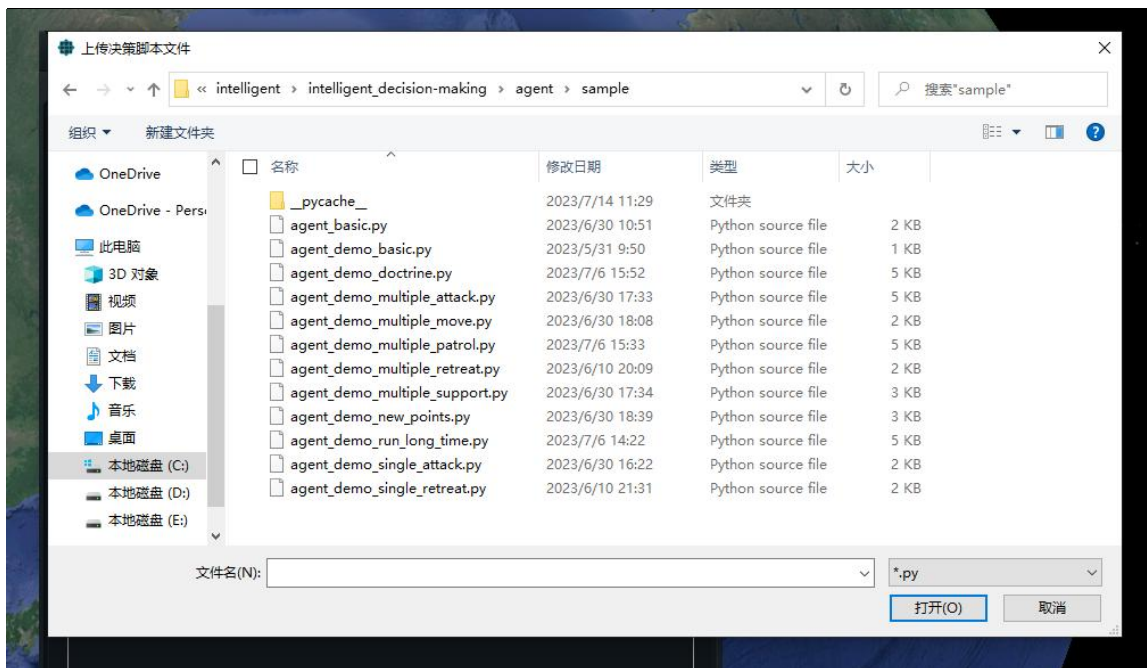 上传决策脚本文件
« intelligent › intelligent_decision-making › agent › sample
搜索"sample"
组织 新建文件夹
名称 修改日期 类型 大小
OneDrive
OneDrive - Pers
此电脑
3D 对象
视频
图片
文档
下载
音乐
桌面
本地磁盘 (C:)
本地磁盘 (D:)
本地磁盘 (E:)
__pycache__ 2023/7/14 11:29 文件夹
agent_basic.py 2023/6/30 10:51 Python source file 2 KB
agent_demo_basic.py 2023/5/31 9:50 Python source file 1 KB
agent_demo_doctrine.py 2023/7/6 15:52 Python source file 5 KB
agent_demo_multiple_attack.py 2023/6/30 17:33 Python source file 5 KB
agent_demo_multiple_move.py 2023/6/30 18:08 Python source file 2 KB
agent_demo_multiple_patrol.py 2023/7/6 15:33 Python source file 5 KB
agent_demo_multiple_retreat.py 2023/6/10 20:09 Python source file 2 KB
agent_demo_multiple_support.py 2023/6/30 17:34 Python source file 3 KB
agent_demo_new_points.py 2023/6/30 18:39 Python source file 3 KB
agent_demo_run_long_time.py 2023/7/6 14:22 Python source file 5 KB
agent_demo_single_attack.py 2023/6/30 16:22 Python source file 2 KB
agent_demo_single_retreat.py 2023/6/10 21:31 Python source file 2 KB
文件名(N): *.py
打开(O) 取消